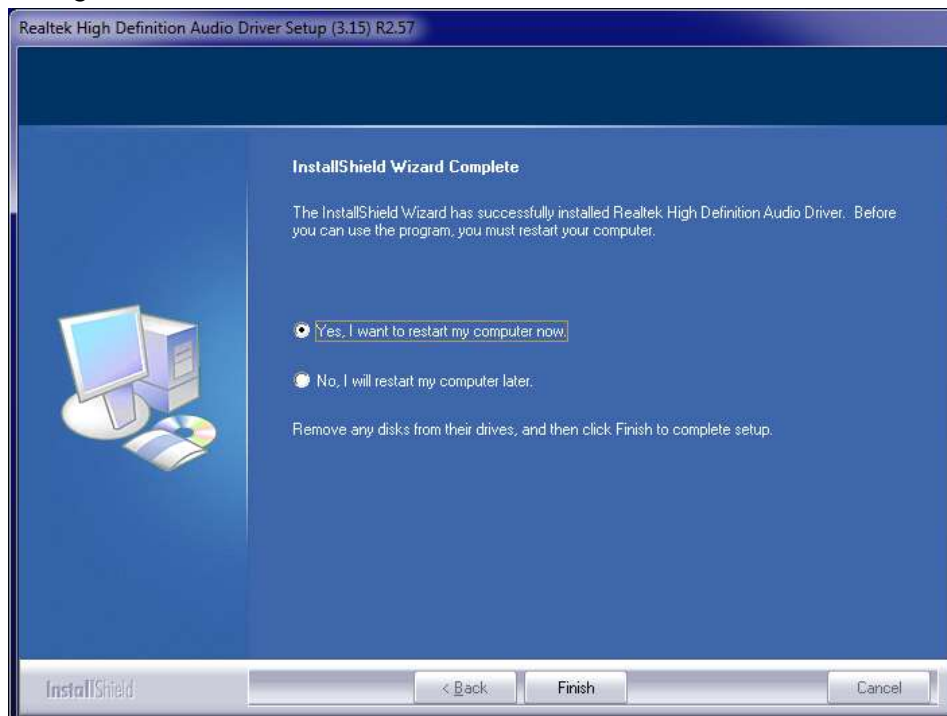 Realtek High Definition Audio Driver Setup (3.15) R2.57
InstallShield Wizard Complete
The InstallShield Wizard has successfully installed Realtek High Definition Audio Driver. Before
you can use the program, you must restart your computer.
Yes, I want to restart my computer now.
No, I will restart my computer later.
Remove any disks from their drives, and then click Finish to complete setup.
InstallShield
< Back
Finish
Cancel